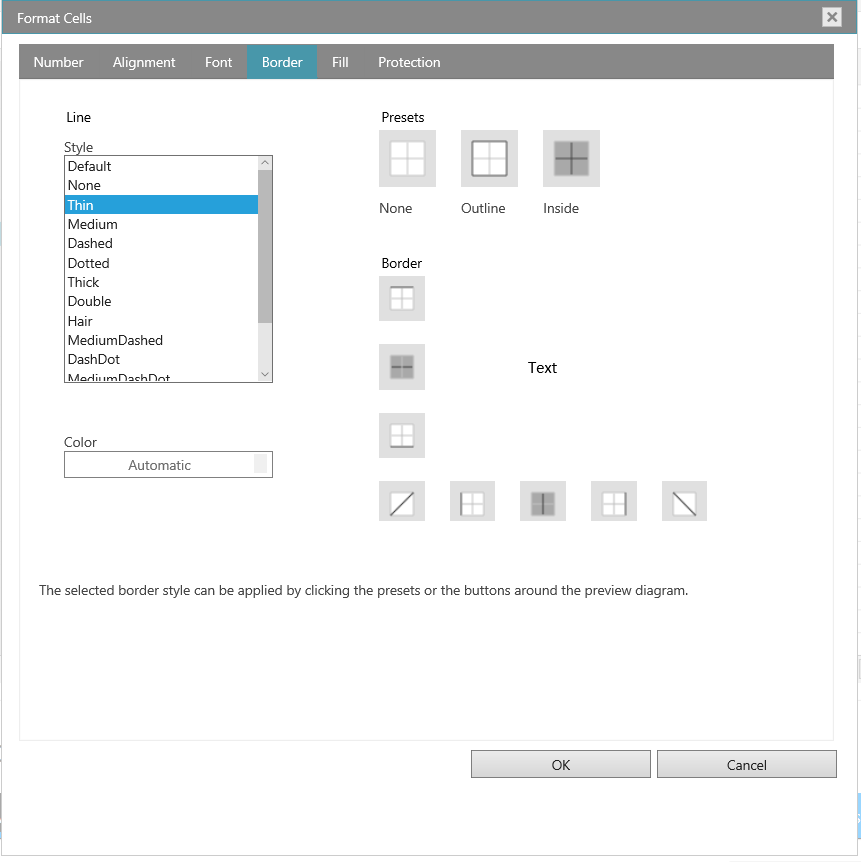 Format Cells
Number Alignment Font Border Fill Protection
Line
Style
Default
None
Thin
Medium
Dashed
Dotted
Thick
Double
Hair
MediumDashed
DashDot
MediumDashDot
Color
Automatic
Presets
None Outline Inside
Border
Text
The selected border style can be applied by clicking the presets or the buttons around the preview diagram.
OK Cancel